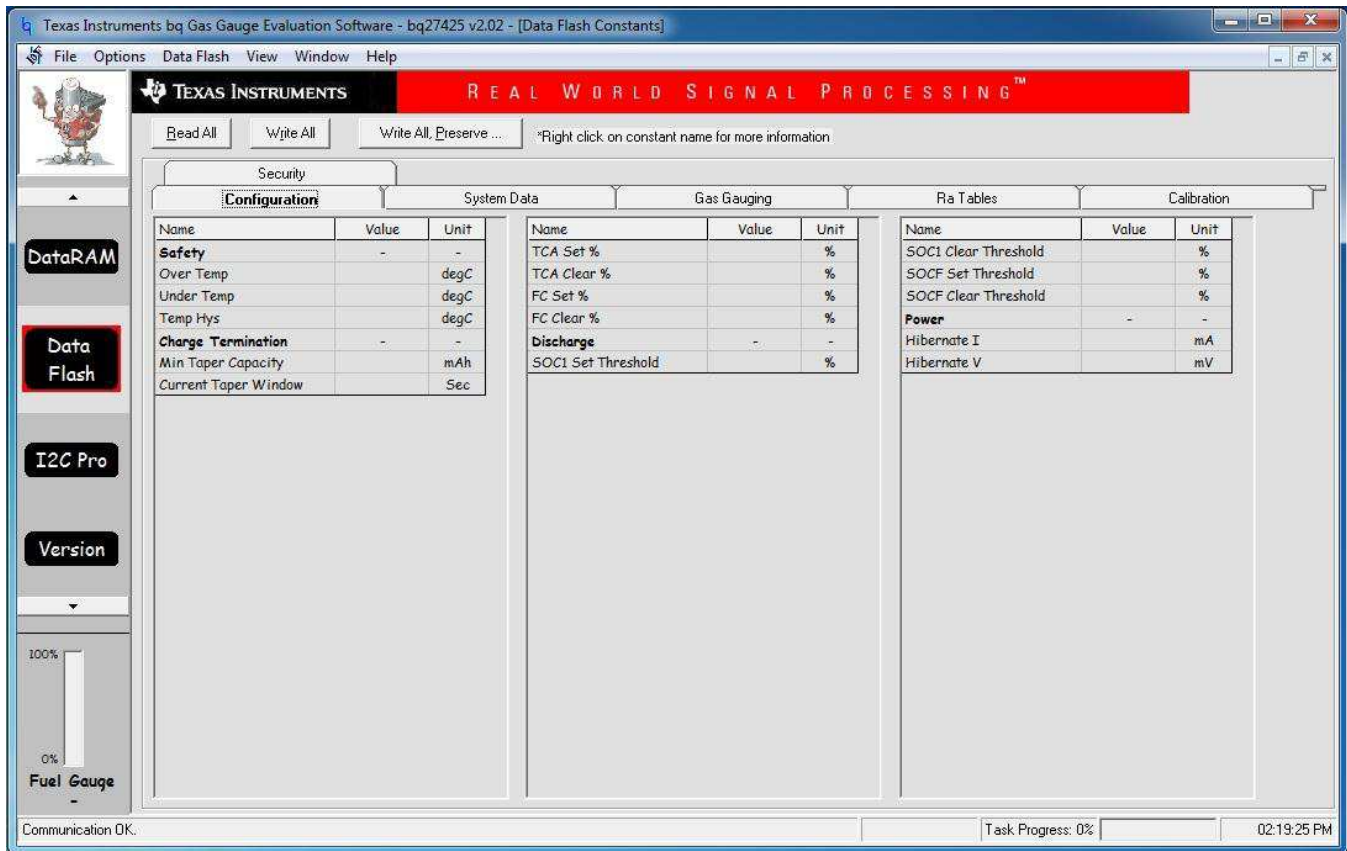 Texas Instruments bq Gas Gauge Evaluation Software - bq27425 v2.02 - [Data Flash Constants]
File Options Data Flash View Window Help
TEXAS INSTRUMENTS REAL WORLD SIGNAL PROCESSING™
Read All Write All Write All, Preserve ... *Right click on constant name for more information
Security
Configuration System Data Gas Gauging Ra Tables Calibration
DataRAM
Data
Flash
I2C Pro
Version
100%
0%
Fuel Gauge
-
Name Value Unit
Safety - -
Over Temp degC
Under Temp degC
Temp Hys degC
Charge Termination - -
Min Taper Capacity mAh
Current Taper Window Sec
Name Value Unit
TCA Set % %
TCA Clear % %
FC Set % %
FC Clear % %
Discharge - -
SOC1 Set Threshold %
Name Value Unit
SOC1 Clear Threshold %
SOCF Set Threshold %
SOCF Clear Threshold %
Power - -
Hibernate I mA
Hibernate V mV
Communication OK. Task Progress: 0% 02:19:25 PM